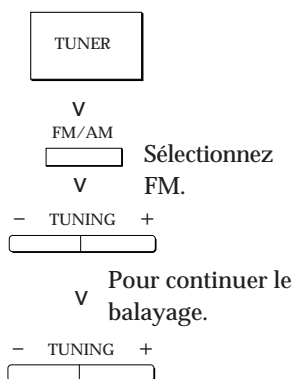 TUNER
v
FM/AM
Sélectionnez
v
FM.
− TUNING +
Pour continuer le
v
balayage.
− TUNING +